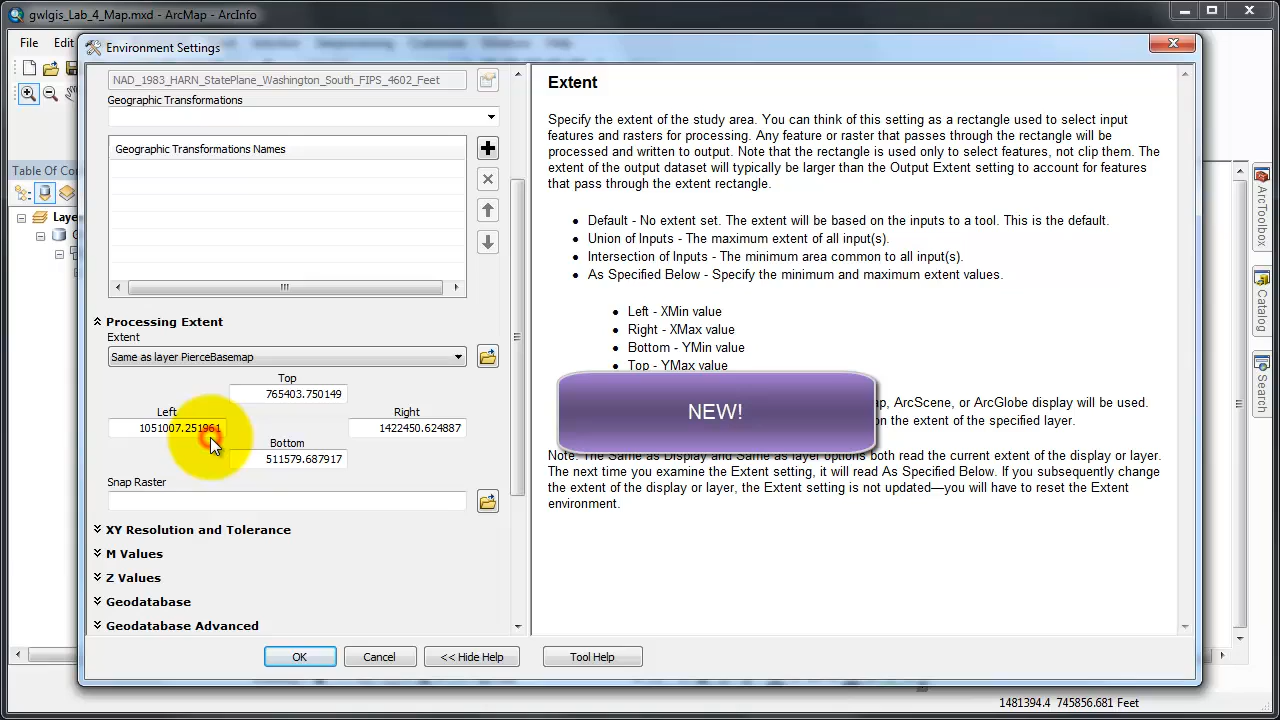 gwlgis_Lab_4_Map.mxd - ArcMap - ArcInfo
File Edit
Environment Settings
NAD_1983_HARN_StatePlane_Washington_South_FIPS_4602_Feet
Geographic Transformations
Geographic Transformations Names
Table Of Co
Laye
Processing Extent
Extent
Same as layer PierceBasemap
Top
765403.750149
Left
Right
1051007.251961
1422450.624887
Bottom
511579.687917
Snap Raster
XY Resolution and Tolerance
M Values
Z Values
Geodatabase
Geodatabase Advanced
OK
Cancel
<< Hide Help
Tool Help
Extent
Specify the extent of the study area. You can think of this setting as a rectangle used to select input
features and rasters for processing. Any feature or raster that passes through the rectangle will be
processed and written to output. Note that the rectangle is used only to select features, not clip them. The
extent of the output dataset will typically be larger than the Output Extent setting to account for features
that pass through the extent rectangle.
Default - No extent set. The extent will be based on the inputs to a tool. This is the default.
Union of Inputs - The maximum extent of all input(s).
Intersection of Inputs - The minimum area common to all input(s).
As Specified Below - Specify the minimum and maximum extent values.
Left - XMin value
Right - XMax value
Bottom - YMin value
Top - YMax value
NEW!
, ArcScene, or ArcGlobe display will be used.
on the extent of the specified layer.
Note: The Same as Display and Same as layer options both read the current extent of the display or layer.
The next time you examine the Extent setting, it will read As Specified Below. If you subsequently change
the extent of the display or layer, the Extent setting is not updated—you will have to reset the Extent
environment.
ArcToolbox
Catalog
Search
1481394.4 745856.681 Feet